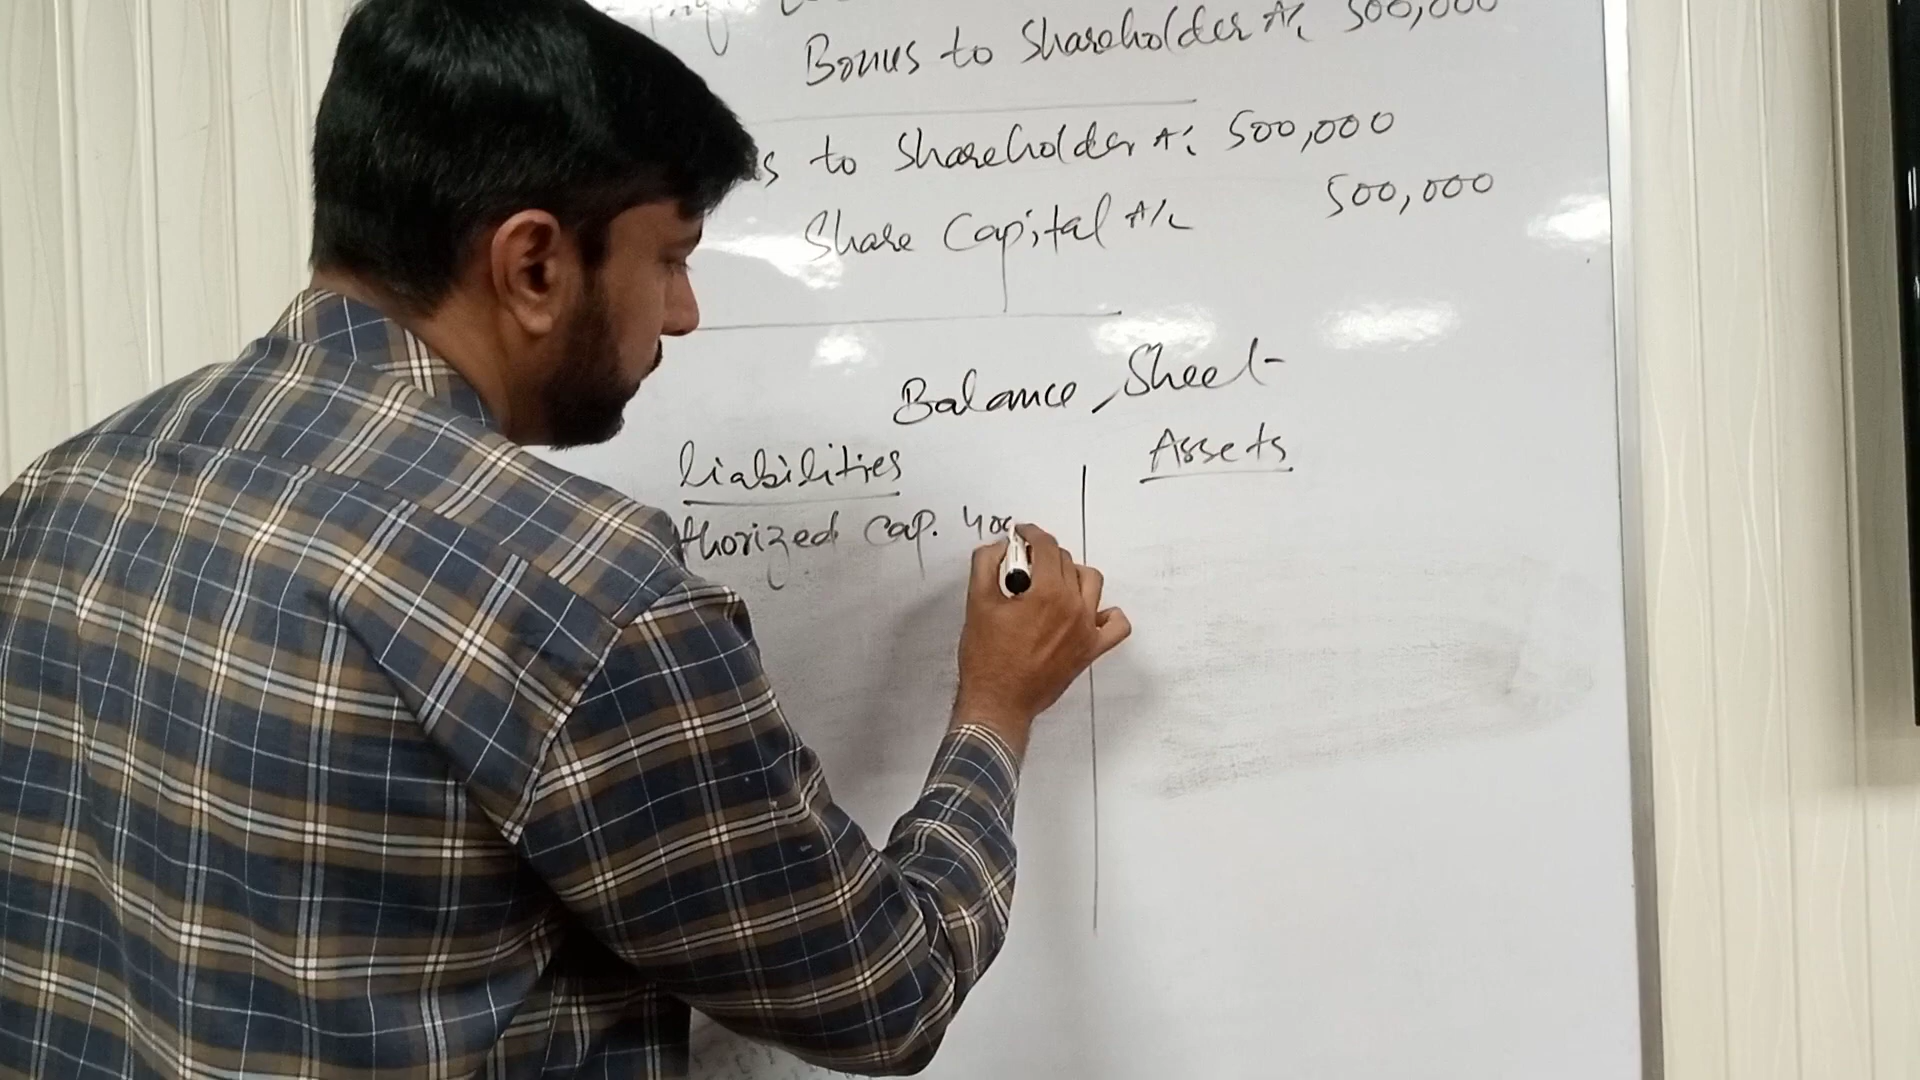 Bonus to Shareholder A/c 500,000
to Shareholder A/c 500,000
Share Capital A/c 500,000
Balance Sheet
Liabilities Assets
thorized Cap. 400